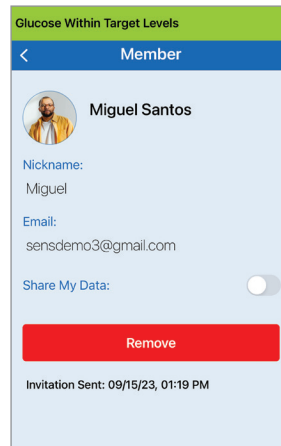 Glucose Within Target Levels
Member
Miguel Santos
Nickname:
Miguel
Email:
sensdemo3@gmail.com
Share My Data:
Remove
Invitation Sent: 09/15/23, 01:19 PM